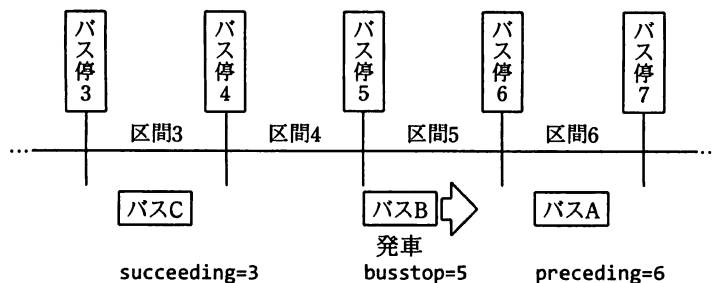 バス停3 バス停4 バス停5 バス停6 バス停7
区間3 区間4 区間5 区間6
… …
バスC バスB バスA
発車
succeeding=3 busstop=5 preceding=6